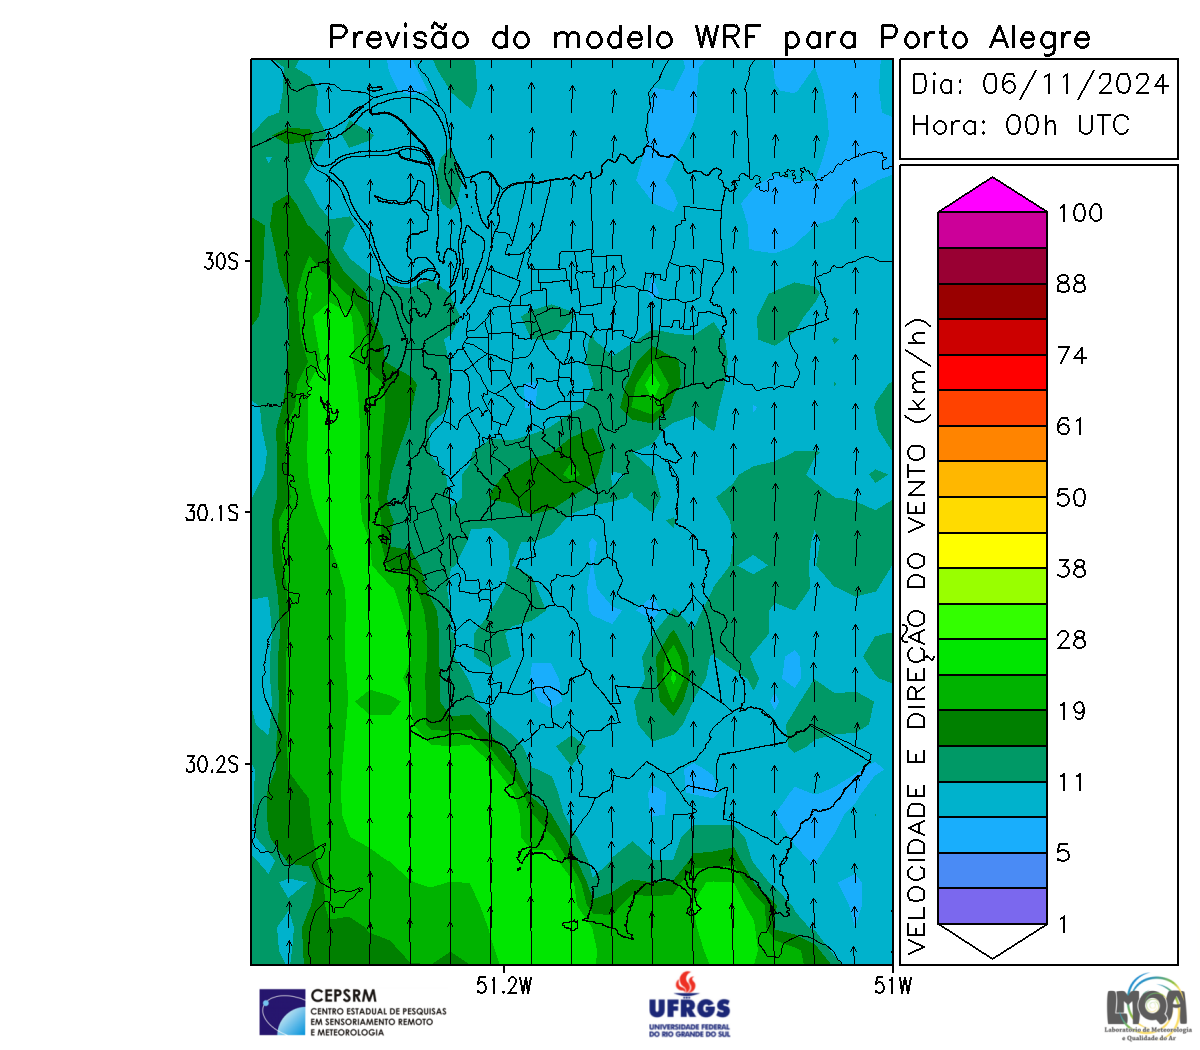 Previsão do modelo WRF para Porto Alegre
Dia: 06/11/2024
Hora: 00h UTC
30S
30.1S
30.2S
51.2W
51W
VELOCIDADE E DIREÇÃO DO VENTO (km/h)
100
88
74
61
50
38
28
19
11
5
1
CEPSRM
CENTRO ESTADUAL DE PESQUISAS
EM SENSORIAMENTO REMOTO
E METEOROLOGIA
UFRGS
UNIVERSIDADE FEDERAL
DO RIO GRANDE DO SUL
LMQA
Laboratório de Meteorologia
e Qualidade do Ar